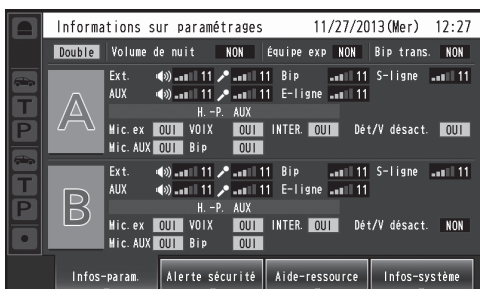 Informations sur paramétrages 11/27/2013(Mer) 12:27
Double Volume de nuit NON Équipe exp NON Bip trans. NON
T
P
T
P
A
Ext. 11 11 Bip 11 S-ligne 11
AUX 11 11 E-ligne 11
H.-P. AUX
Mic. ex OUI VOIX OUI INTER. OUI Dét/V désact. OUI
Mic. AUX OUI Bip OUI
B
Ext. 11 11 Bip 11 S-ligne 11
AUX 11 11 E-ligne 11
H.-P. AUX
Mic. ex OUI VOIX OUI INTER. OUI Dét/V désact. NON
Mic. AUX OUI Bip OUI
Infos-param. Alerte sécurité Aide-ressource Infos-système